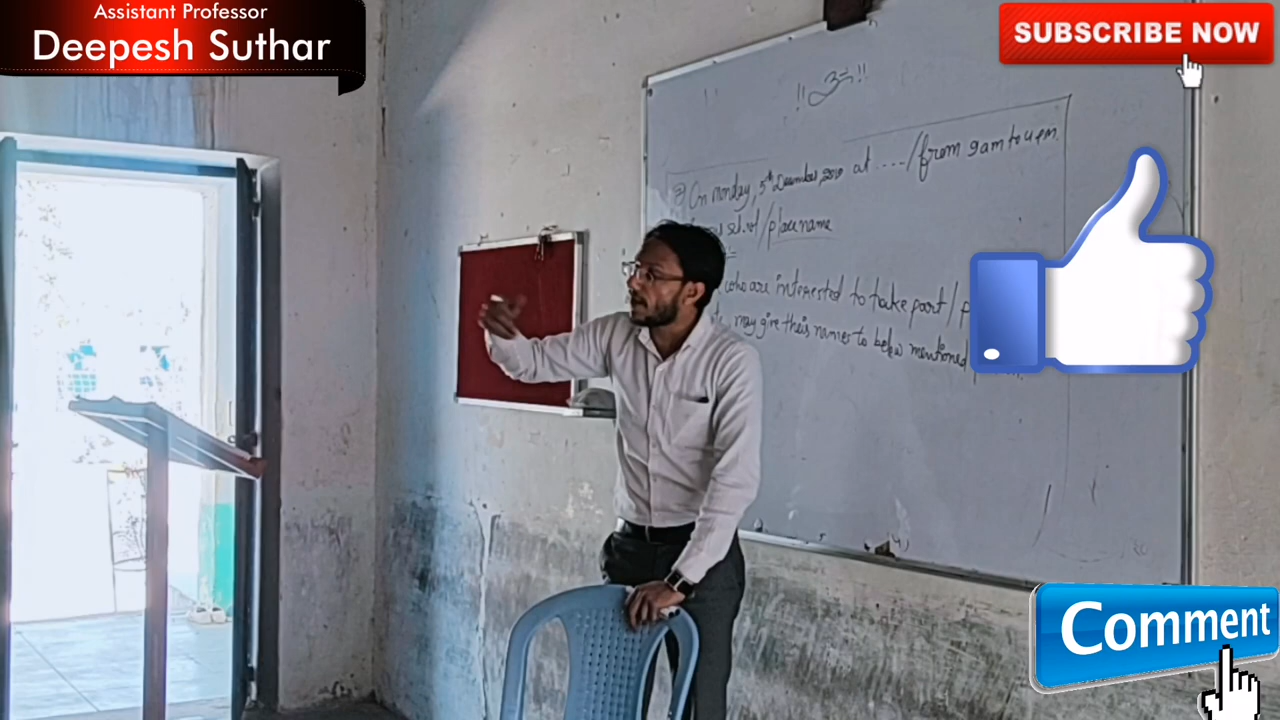 Assistant Professor
Deepesh Suthar
SUBSCRIBE NOW
!! ॐ !!
On Monday, 5th December, at ..../from 9am to 4pm.
/place name
who are interested to take part/
may give their names to below mentioned
Comment